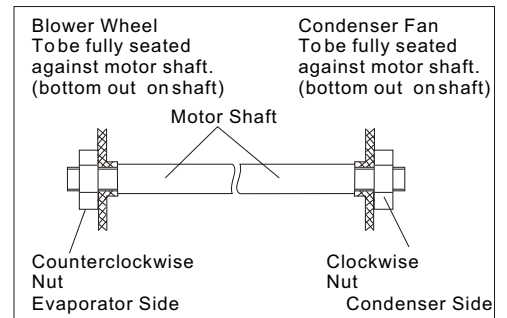 Blower Wheel
To be fully seated
against motor shaft.
(bottom out on shaft)
Condenser Fan
To be fully seated
against motor shaft.
(bottom out on shaft)
Motor Shaft
Counterclockwise
Nut
Evaporator Side
Clockwise
Nut
Condenser Side